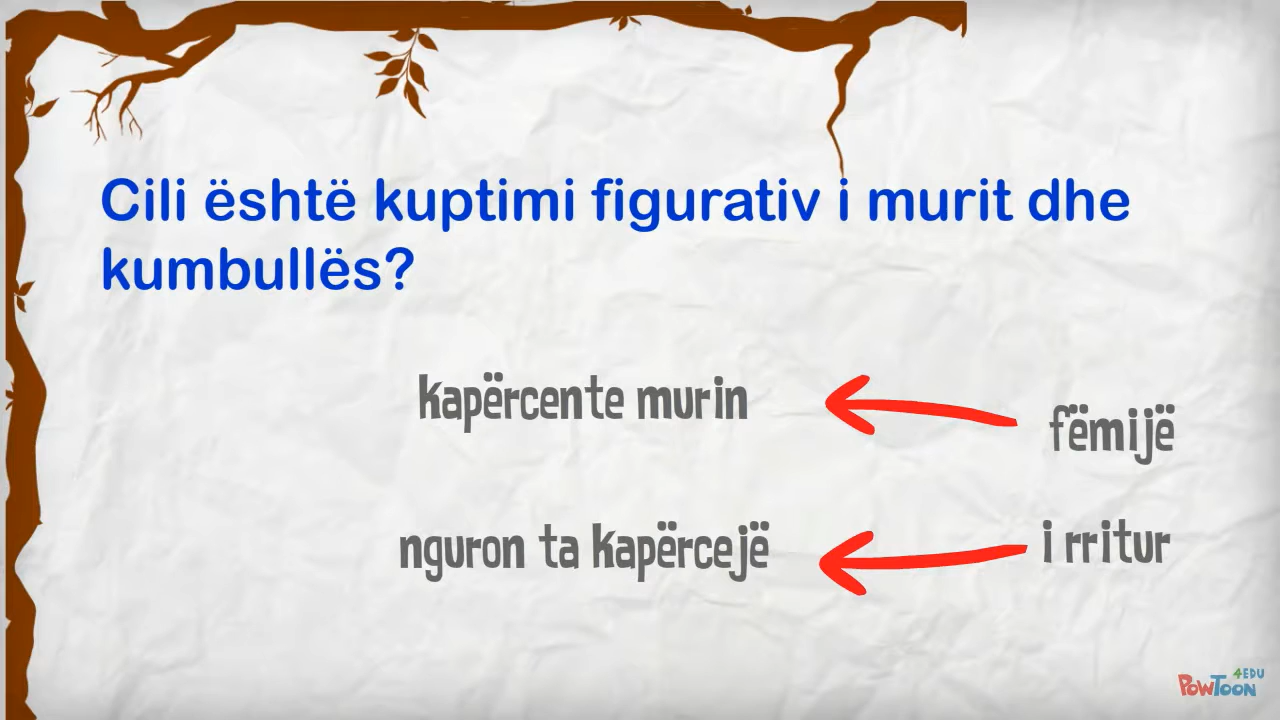 Cili është kuptimi figurativ i murit dhe
kumbullës?
kapërcente murin
fëmijë
nguron ta kapërcejë
i rritur
4EDU
POWTOON